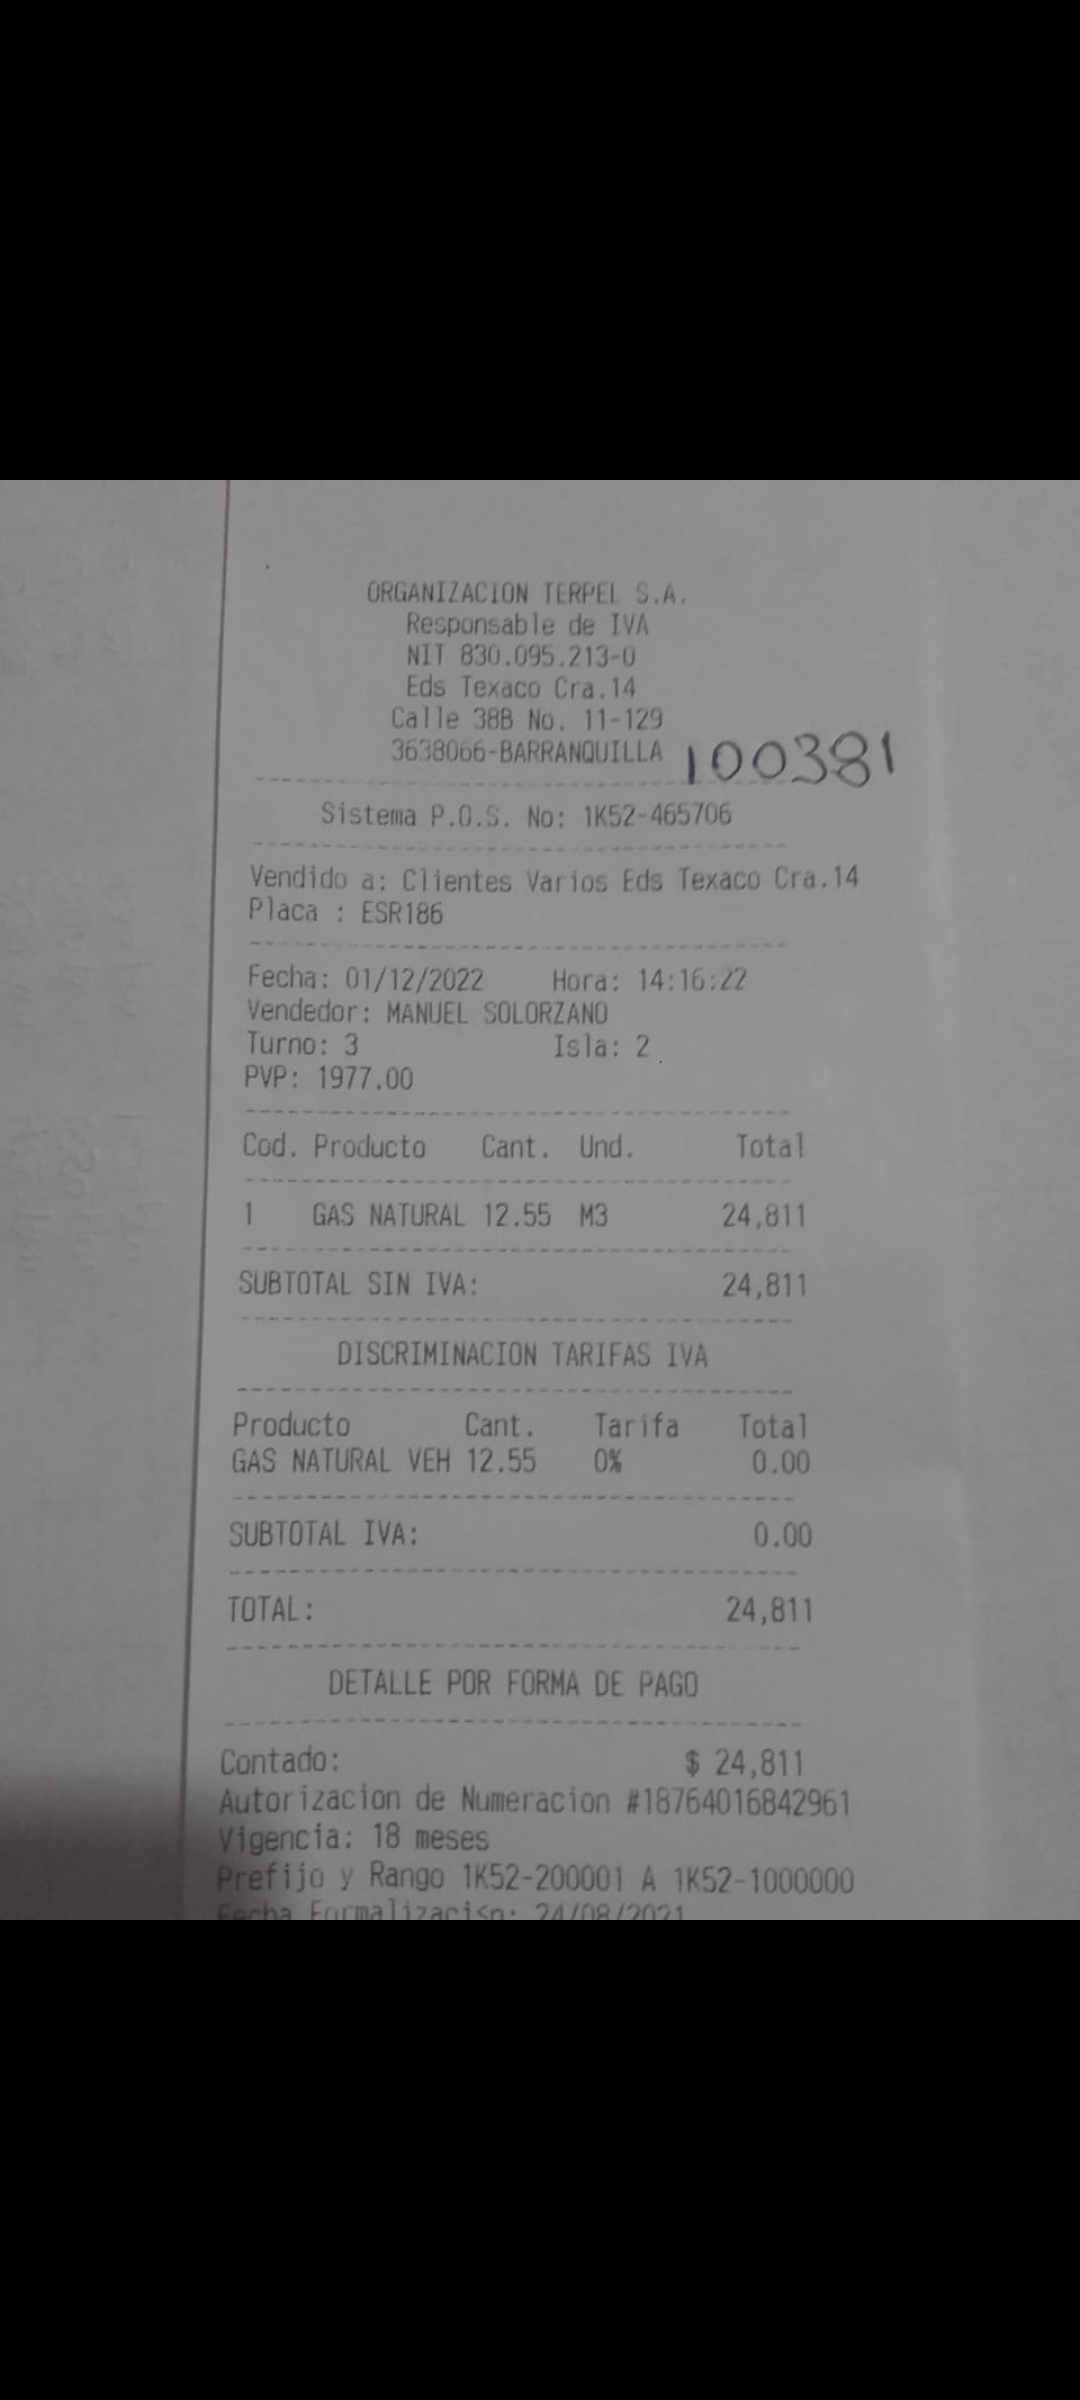 ORGANIZACION TERPEL S.A.
Responsable de IVA
NIT 830.095.213-0
Eds Texaco Cra.14
Calle 38B No. 11-129
3638066-BARRANQUILLA 100381
Sistema P.O.S. No: 1K52-465706
Vendido a: Clientes Varios Eds Texaco Cra.14
Placa : ESR186
Fecha: 01/12/2022 Hora: 14:16:22
Vendedor: MANUEL SOLORZANO
Turno: 3 Isla: 2
PVP: 1977.00
Cod. Producto Cant. Und. Total
1 GAS NATURAL 12.55 M3 24,811
SUBTOTAL SIN IVA: 24,811
DISCRIMINACION TARIFAS IVA
Producto Cant. Tarifa Total
GAS NATURAL VEH 12.55 0% 0.00
SUBTOTAL IVA: 0.00
TOTAL: 24,811
DETALLE POR FORMA DE PAGO
Contado: $ 24,811
Autorizacion de Numeracion #18764016842961
Vigencia: 18 meses
Prefijo y Rango 1K52-200001 A 1K52-1000000
Fecha Formalizaci<n: 24/08/2021